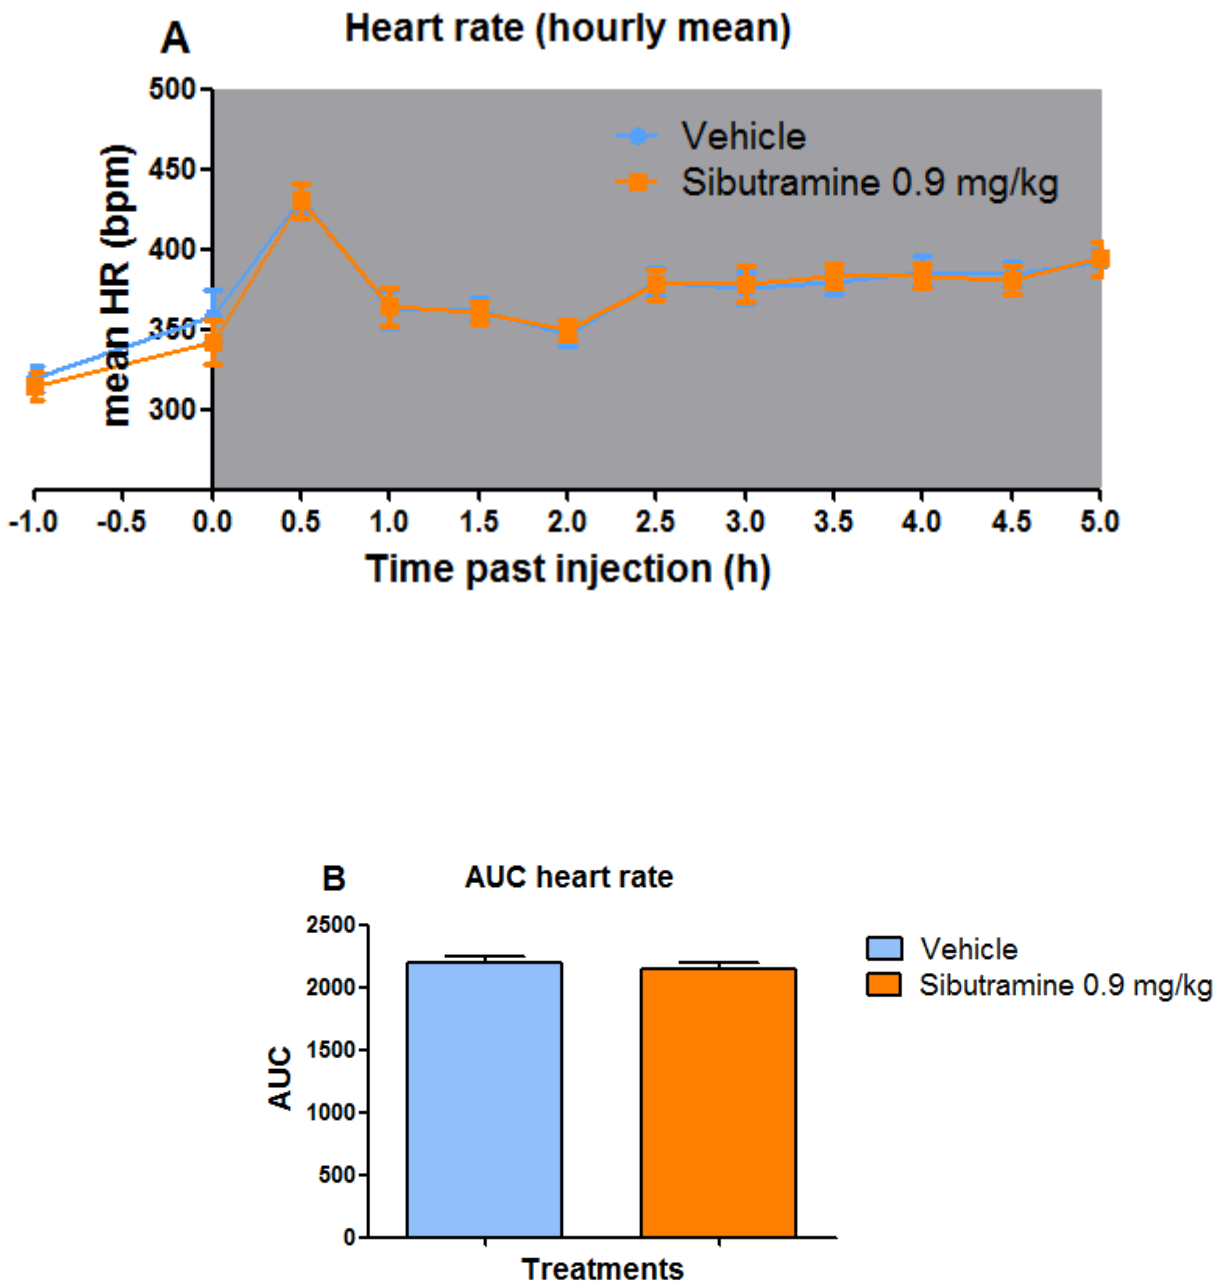 A
Heart rate (hourly mean)
500
450
400
350
300
mean HR (bpm)
Vehicle
Sibutramine 0.9 mg/kg
-1.0 -0.5 0.0 0.5 1.0 1.5 2.0 2.5 3.0 3.5 4.0 4.5 5.0
Time past injection (h)
B AUC heart rate
2500
2000
1500
1000
500
0
AUC
Vehicle
Sibutramine 0.9 mg/kg
Treatments